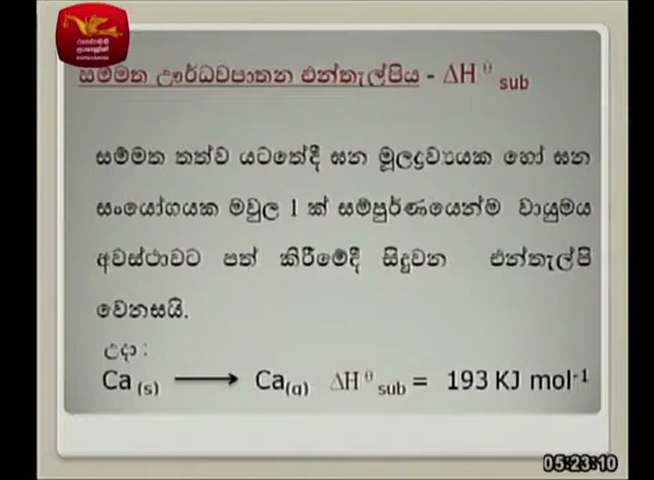 සම්මත ඌර්ධවපාතන එන්තැල්පිය - ΔH θ sub
සම්මත තත්ව යටතේදී ඝන මූලද්‍රව්‍යයක හෝ ඝන
සංයෝගයක මවුල 1 ක් සම්පුර්ණයෙන්ම වායුමය
අවස්ථාවට පත් කිරීමේදී සිදුවන එන්තැල්පි
වෙනසයි.
උදා :
Ca (s) ⟶ Ca(g) ΔH θ sub = 193 KJ mol-1
05:23:10